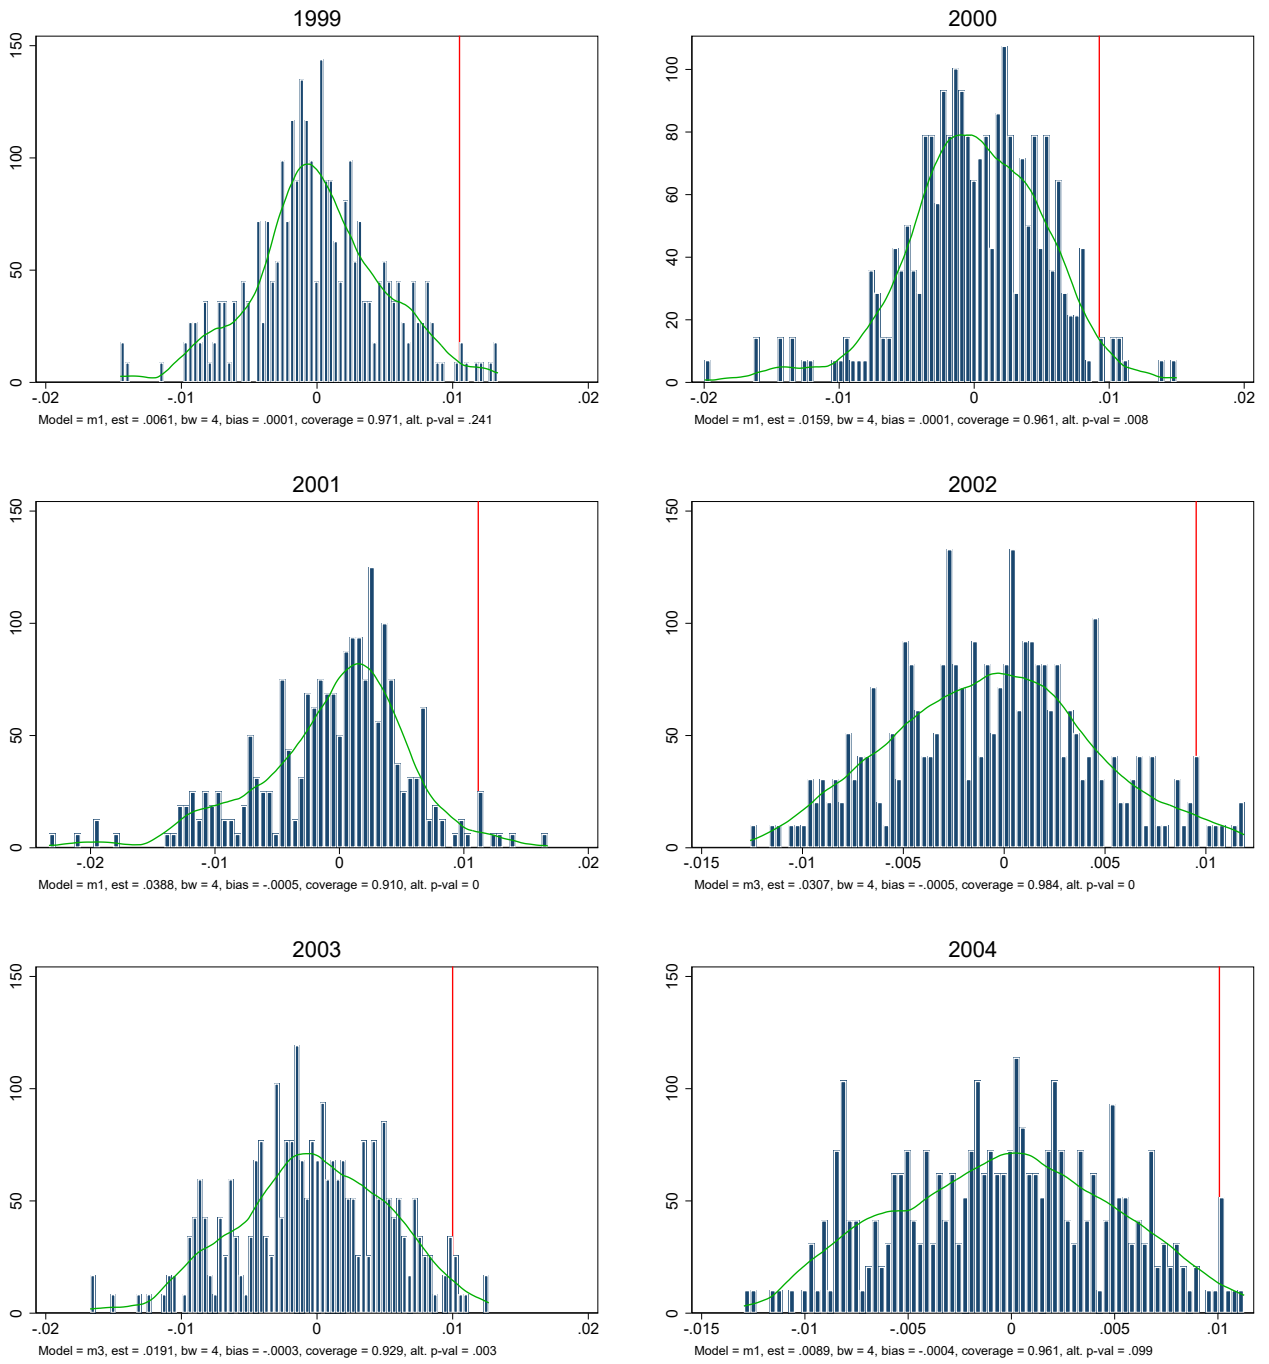 1999
150
100
50
0
-.02 -.01 0 .01 .02
Model = m1, est = .0061, bw = 4, bias = .0001, coverage = 0.971, alt. p-val = .241
2000
100
80
60
40
20
0
-.02 -.01 0 .01 .02
Model = m1, est = .0159, bw = 4, bias = .0001, coverage = 0.961, alt. p-val = .008
2001
150
100
50
0
-.02 -.01 0 .01 .02
Model = m1, est = .0388, bw = 4, bias = -.0005, coverage = 0.910, alt. p-val = 0
2002
150
100
50
0
-.015 -.01 -.005 0 .005 .01
Model = m3, est = .0307, bw = 4, bias = -.0005, coverage = 0.984, alt. p-val = 0
2003
150
100
50
0
-.02 -.01 0 .01 .02
Model = m3, est = .0191, bw = 4, bias = -.0003, coverage = 0.929, alt. p-val = .003
2004
150
100
50
0
-.015 -.01 -.005 0 .005 .01
Model = m1, est = .0089, bw = 4, bias = -.0004, coverage = 0.961, alt. p-val = .099